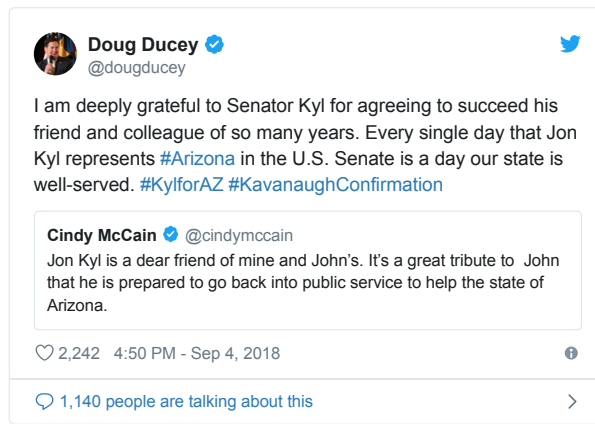 Doug Ducey
@dougducey
I am deeply grateful to Senator Kyl for agreeing to succeed his
friend and colleague of so many years. Every single day that Jon
Kyl represents #Arizona in the U.S. Senate is a day our state is
well-served. #KylforAZ #KavanaughConfirmation
Cindy McCain @cindymccain
Jon Kyl is a dear friend of mine and John's. It's a great tribute to  John
that he is prepared to go back into public service to help the state of
Arizona.
2,242 4:50 PM - Sep 4, 2018
1,140 people are talking about this